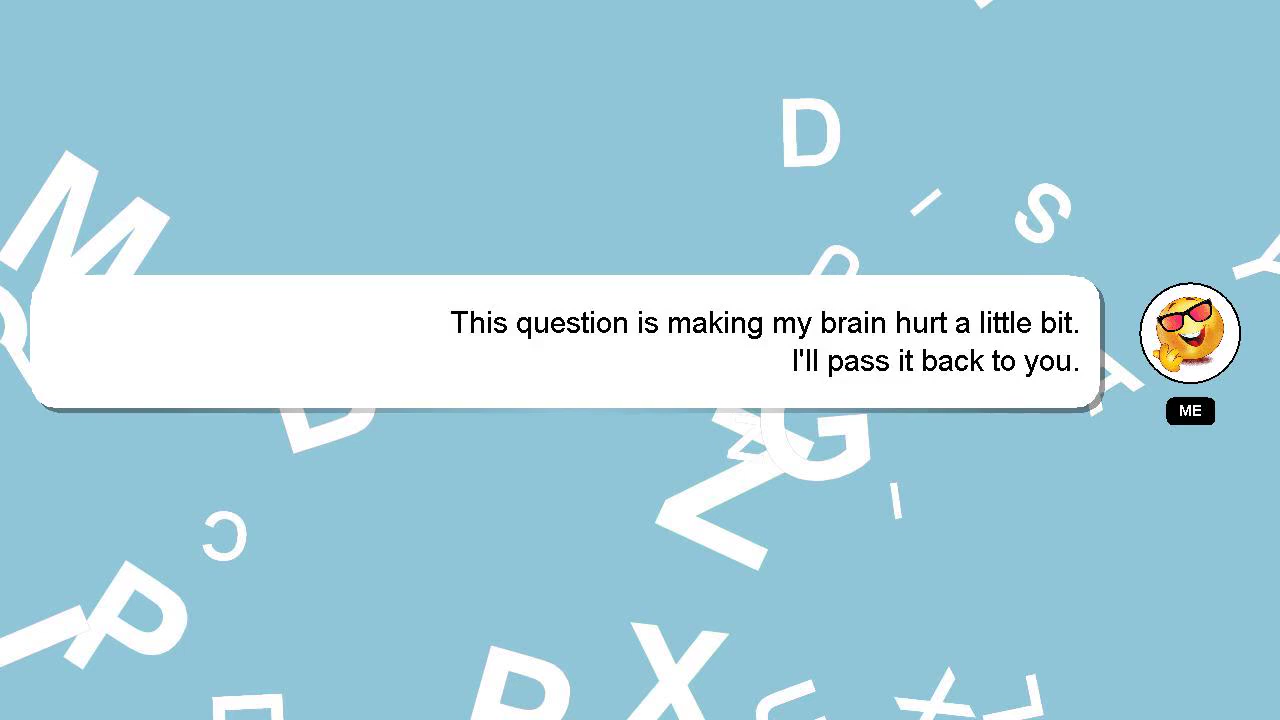 This question is making my brain hurt a little bit.
I'll pass it back to you.
ME